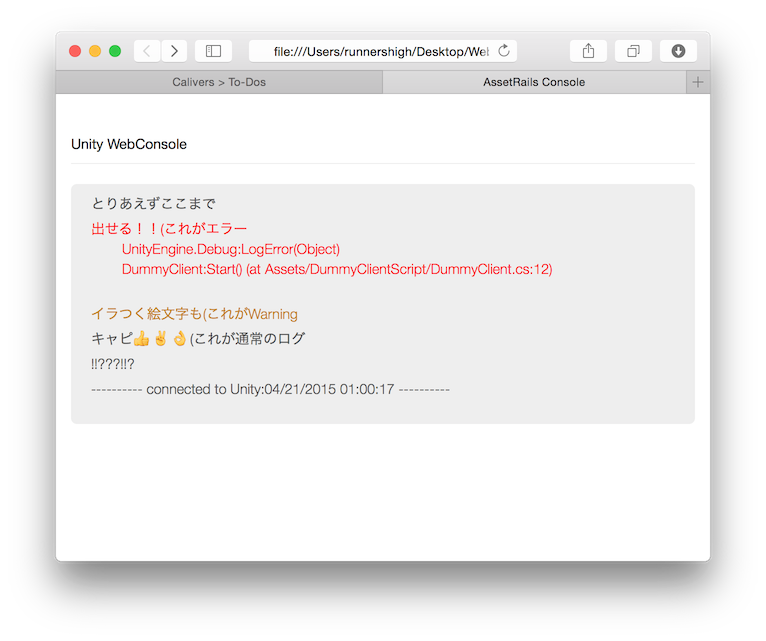 file:///Users/runnershigh/Desktop/Wel
Calivers > To-Dos
AssetRails Console
Unity WebConsole
とりあえずここまで
出せる！！(これがエラー
UnityEngine.Debug:LogError(Object)
DummyClient:Start() (at Assets/DummyClientScript/DummyClient.cs:12)
イラつく絵文字も(これがWarning
キャピ👍✌️👌(これが通常のログ
!!???!!?
---------- connected to Unity:04/21/2015 01:00:17 ----------